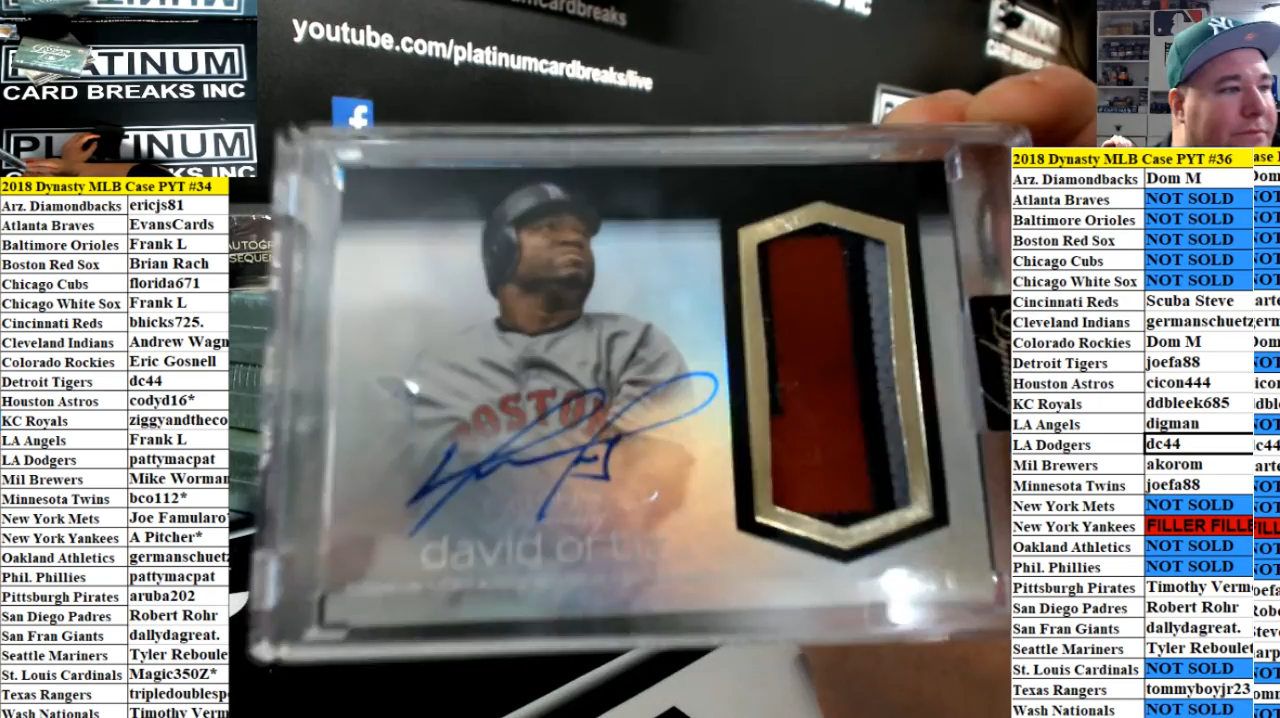 PLATINUM
CARD BREAKS INC
PLATINUM
KS INC
youtube.com/platinumcardbreaks/live
cardbreaks
f
2018 Dynasty MLB Case PYT #34
Arz. Diamondbacks ericjs81
Atlanta Braves EvansCards
Baltimore Orioles Frank L
Boston Red Sox Brian Rach
Chicago Cubs florida671
Chicago White Sox Frank L
Cincinnati Reds bhicks725.
Cleveland Indians Andrew Wagn
Colorado Rockies Eric Gosnell
Detroit Tigers dc44
Houston Astros codyd16*
KC Royals ziggyandtheco
LA Angels Frank L
LA Dodgers pattymacpat
Mil Brewers Mike Worman
Minnesota Twins bco112*
New York Mets Joe Famularo*
New York Yankees A Pitcher*
Oakland Athletics germanschuetz
Phil. Phillies pattymacpat
Pittsburgh Pirates aruba202
San Diego Padres Robert Rohr
San Fran Giants dallydagreat.
Seattle Mariners Tyler Reboule
St. Louis Cardinals Magic350Z*
Texas Rangers tripledoublesp
Wash Nationals Timothy Verm
BOSTON
david ortiz
2018 Dynasty MLB Case PYT #36
Arz. Diamondbacks Dom M
Atlanta Braves NOT SOLD
Baltimore Orioles NOT SOLD
Boston Red Sox NOT SOLD
Chicago Cubs NOT SOLD
Chicago White Sox NOT SOLD
Cincinnati Reds Scuba Steve
Cleveland Indians germanschuetz
Colorado Rockies Dom M
Detroit Tigers joefa88
Houston Astros cicon444
KC Royals ddbleek685
LA Angels digman
LA Dodgers dc44
Mil Brewers akorom
Minnesota Twins joefa88
New York Mets NOT SOLD
New York Yankees FILLER FILLE
Oakland Athletics NOT SOLD
Phil. Phillies NOT SOLD
Pittsburgh Pirates Timothy Verm
San Diego Padres Robert Rohr
San Fran Giants dallydagreat.
Seattle Mariners Tyler Reboulet
St. Louis Cardinals NOT SOLD
Texas Rangers tommyboyjr23
Wash Nationals NOT SOLD